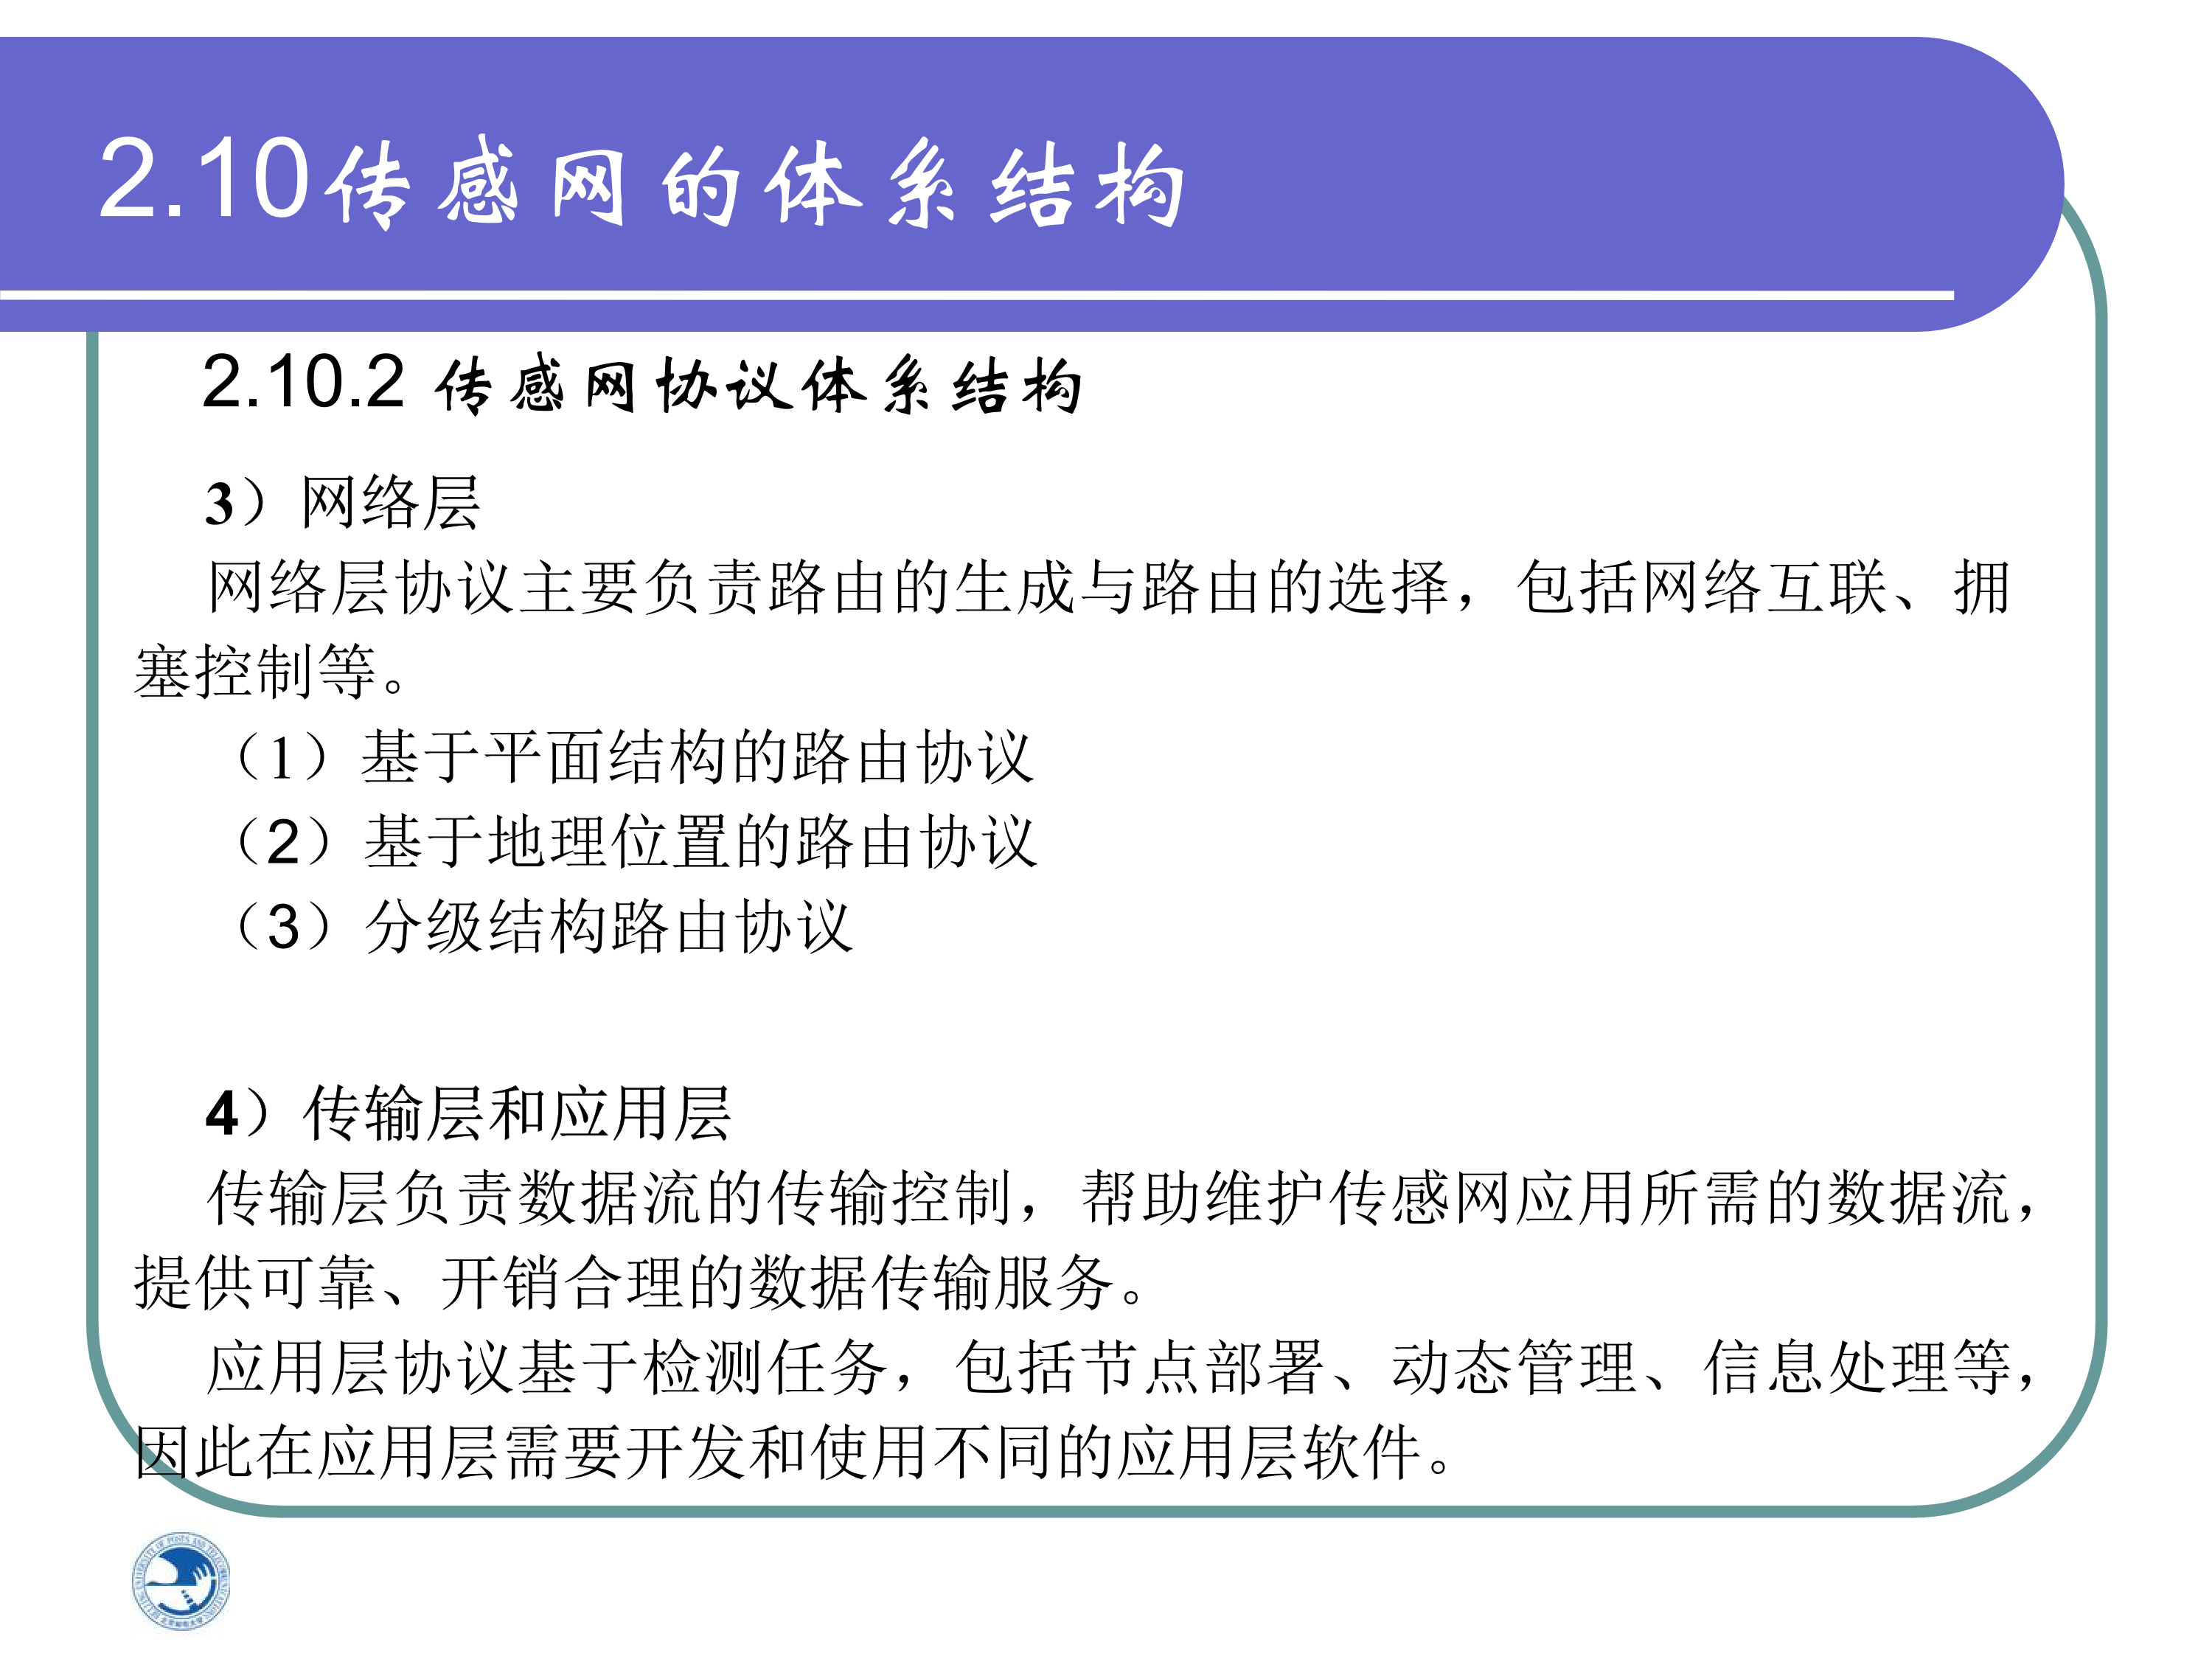 2.10传感网的体系结构
2.10.2 传感网协议体系结构
3）网络层
网络层协议主要负责路由的生成与路由的选择，包括网络互联、拥
塞控制等。
（1）基于平面结构的路由协议
（2）基于地理位置的路由协议
（3）分级结构路由协议
4）传输层和应用层
传输层负责数据流的传输控制，帮助维护传感网应用所需的数据流，
提供可靠、开销合理的数据传输服务。
应用层协议基于检测任务，包括节点部署、动态管理、信息处理等，
因此在应用层需要开发和使用不同的应用层软件。